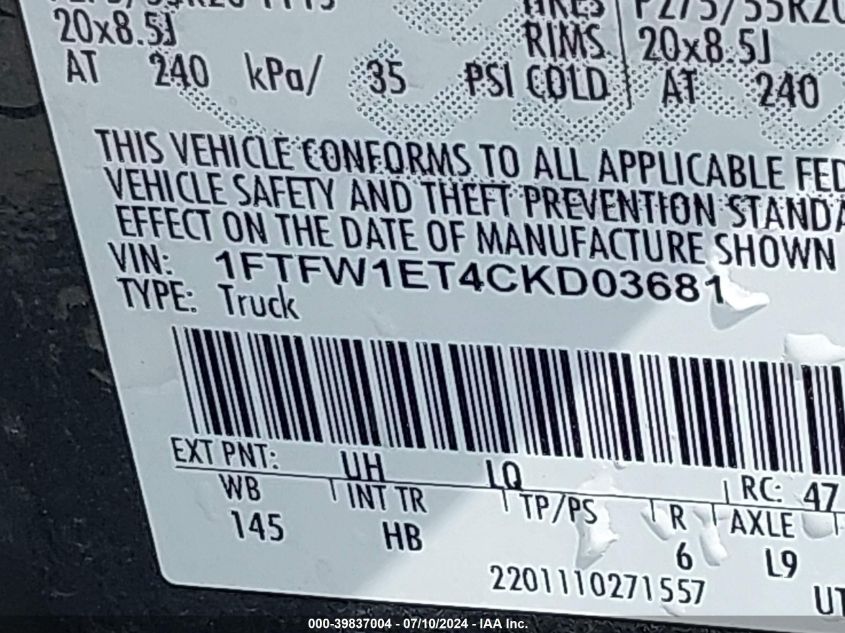 20x8.5J
AT 240 kPa/ 35 PSI COLD
RIMS 20x8.5J
AT 240
THIS VEHICLE CONFORMS TO ALL APPLICABLE FED
VEHICLE SAFETY AND THEFT PREVENTION STANDA
EFFECT ON THE DATE OF MANUFACTURE SHOWN
VIN: 1FTFW1ET4CKD03681
TYPE: Truck
EXT PNT: UH LQ RC: 47
WB INT TR TP/PS R AXLE
145 HB 6 L9
2201110271557 UT
000-39837004 - 07/10/2024 - IAA Inc.